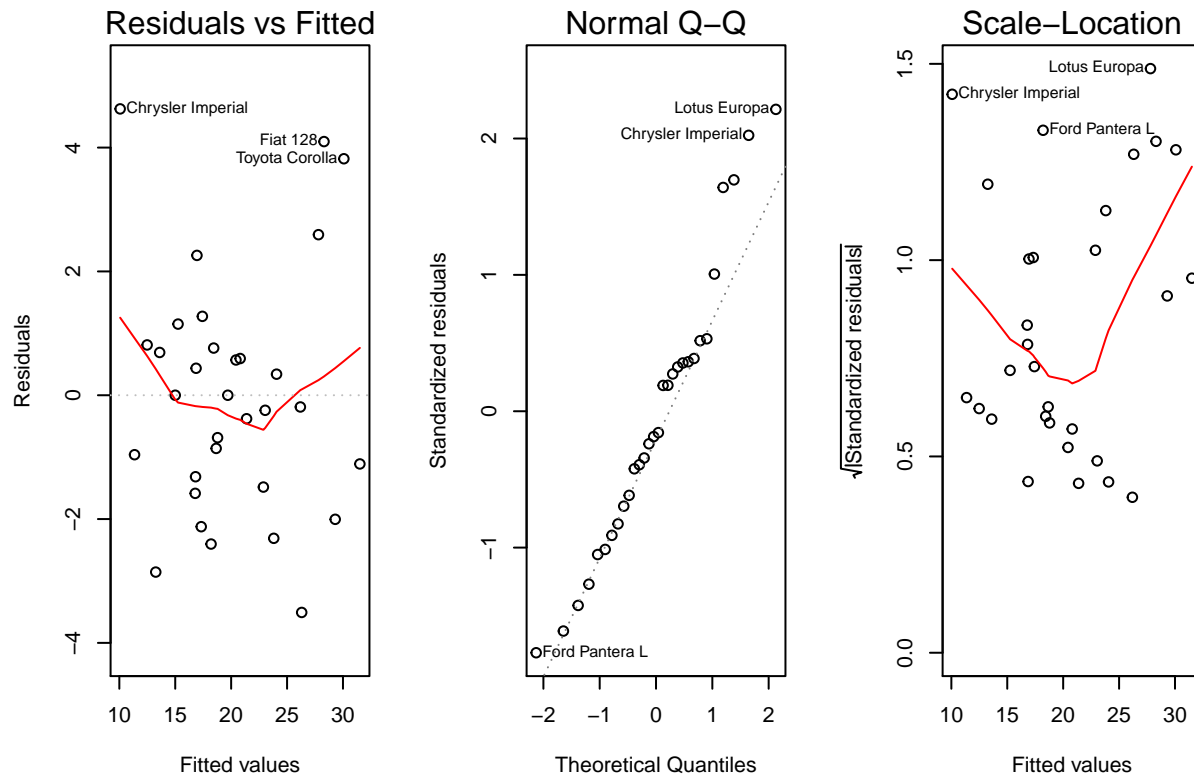 Residuals vs Fitted
Residuals
4
2
0
−2
−4
Chrysler Imperial
Fiat 128
Toyota Corolla
10 15 20 25 30
Fitted values
Normal Q−Q
Standardized residuals
2
1
0
−1
Lotus Europa
Chrysler Imperial
Ford Pantera L
−2 −1 0 1 2
Theoretical Quantiles
Scale−Location
√|Standardized residuals|
1.5
1.0
0.5
0.0
Lotus Europa
Chrysler Imperial
Ford Pantera L
10 15 20 25 30
Fitted values